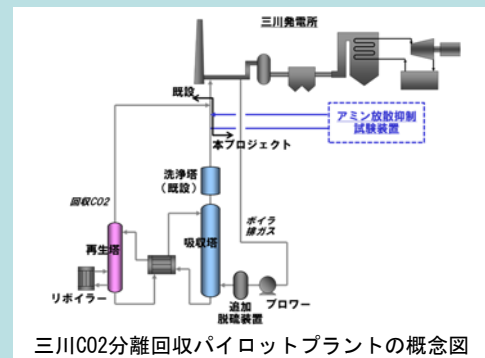 三川発電所
既設
アミン放散抑制
試験装置
本プロジェクト
洗浄塔
(既設)
回収CO2
ボイラ
排ガス
再生塔
吸収塔
リボイラー
追加
脱硫装置
ブロワー
三川CO2分離回収パイロットプラントの概念図